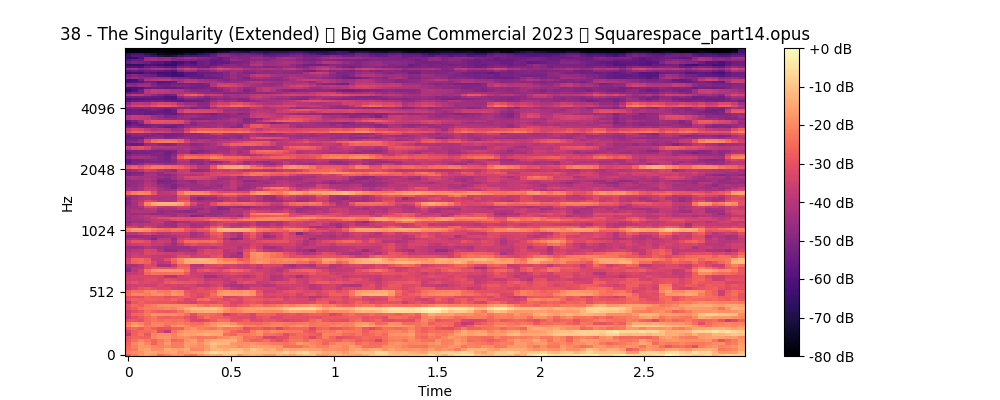 38 - The Singularity (Extended) ▯ Big Game Commercial 2023 ▯ Squarespace_part14.opus
+0 dB
-10 dB
-20 dB
-30 dB
-40 dB
-50 dB
-60 dB
-70 dB
-80 dB
4096
2048
1024
512
0
Hz
0 0.5 1 1.5 2 2.5
Time